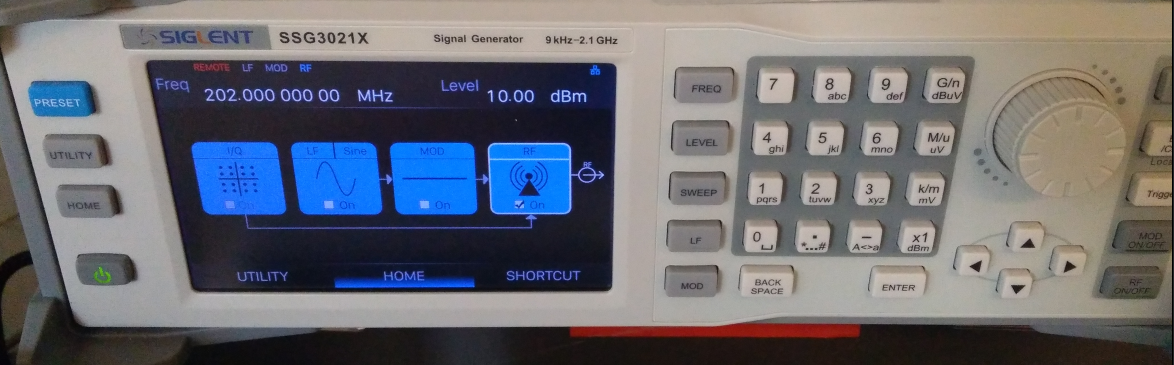 SIGLENT SSG3021X Signal Generator 9 kHz–2.1 GHz
REMOTE LF MOD RF
Freq 202.000 000 00 MHz Level 10.00 dBm
I/Q LF Sine MOD RF
RF
On On On
UTILITY HOME SHORTCUT
PRESET
UTILITY
HOME
FREQ
LEVEL
SWEEP
LF
MOD
7 8 abc 9 def G/n dBuV
4 ghi 5 jkl 6 mno M/u uV
1 pqrs 2 tuvw 3 xyz k/m mV
0 ␣ . *...# – A<>a x1 dBm
BACK SPACE ENTER
Trigge
MOD ON/OFF
RF ON/OFF